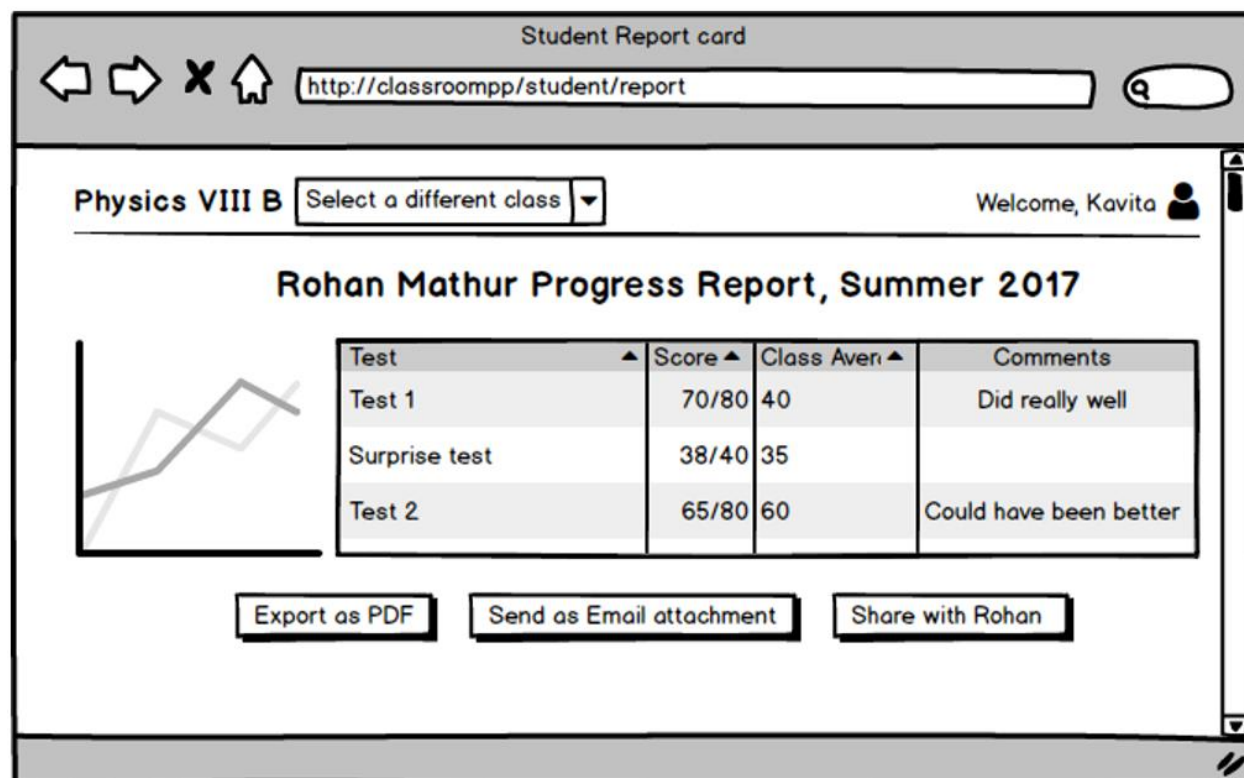 Student Report card
http://classroompp/student/report
Physics VIII B Select a different class Welcome, Kavita
Rohan Mathur Progress Report, Summer 2017
Test Score Class Aver Comments
Test 1 70/80 40 Did really well
Surprise test 38/40 35
Test 2 65/80 60 Could have been better
Export as PDF Send as Email attachment Share with Rohan